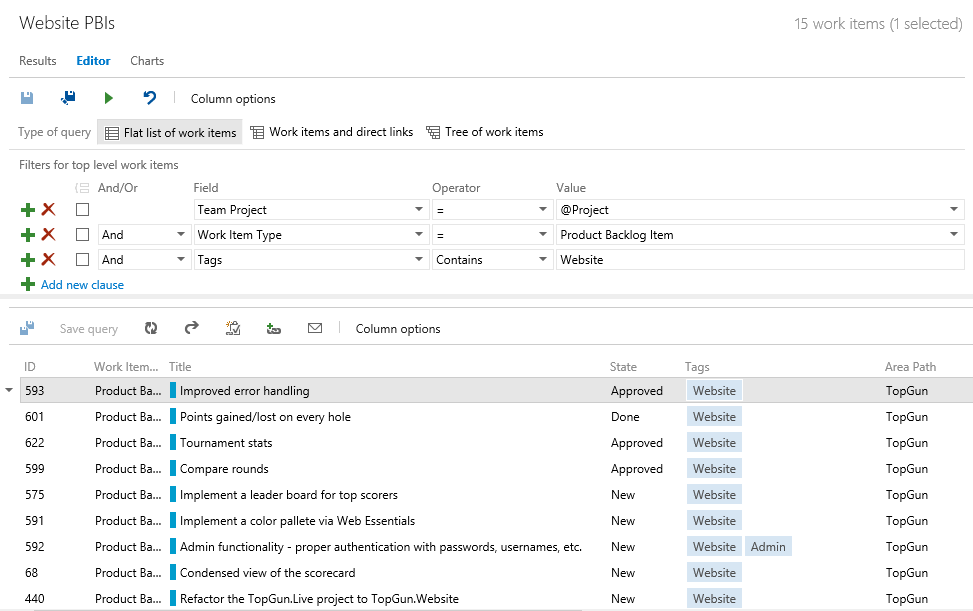 Website PBIs 15 work items (1 selected)
Results Editor Charts
Column options
Type of query Flat list of work items Work items and direct links Tree of work items
Filters for top level work items
And/Or Field Operator Value
Team Project = @Project
And Work Item Type = Product Backlog Item
And Tags Contains Website
Add new clause
Save query Column options
ID Work Item... Title State Tags Area Path
593 Product Ba... Improved error handling Approved Website TopGun
601 Product Ba... Points gained/lost on every hole Done Website TopGun
622 Product Ba... Tournament stats Approved Website TopGun
599 Product Ba... Compare rounds Approved Website TopGun
575 Product Ba... Implement a leader board for top scorers New Website TopGun
591 Product Ba... Implement a color pallete via Web Essentials New Website TopGun
592 Product Ba... Admin functionality - proper authentication with passwords, usernames, etc. New Website Admin TopGun
68 Product Ba... Condensed view of the scorecard New Website TopGun
440 Product Ba... Refactor the TopGun.Live project to TopGun.Website New Website TopGun